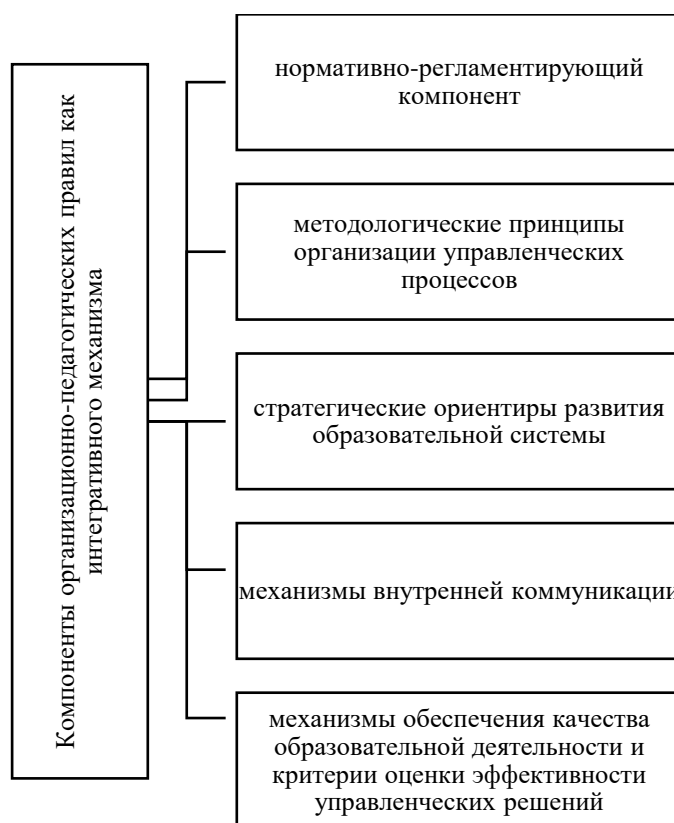 Компоненты организационно-педагогических правил как
интегративного механизма
нормативно-регламентирующий
компонент
методологические принципы
организации управленческих
процессов
стратегические ориентиры развития
образовательной системы
механизмы внутренней коммуникации
механизмы обеспечения качества
образовательной деятельности и
критерии оценки эффективности
управленческих решений